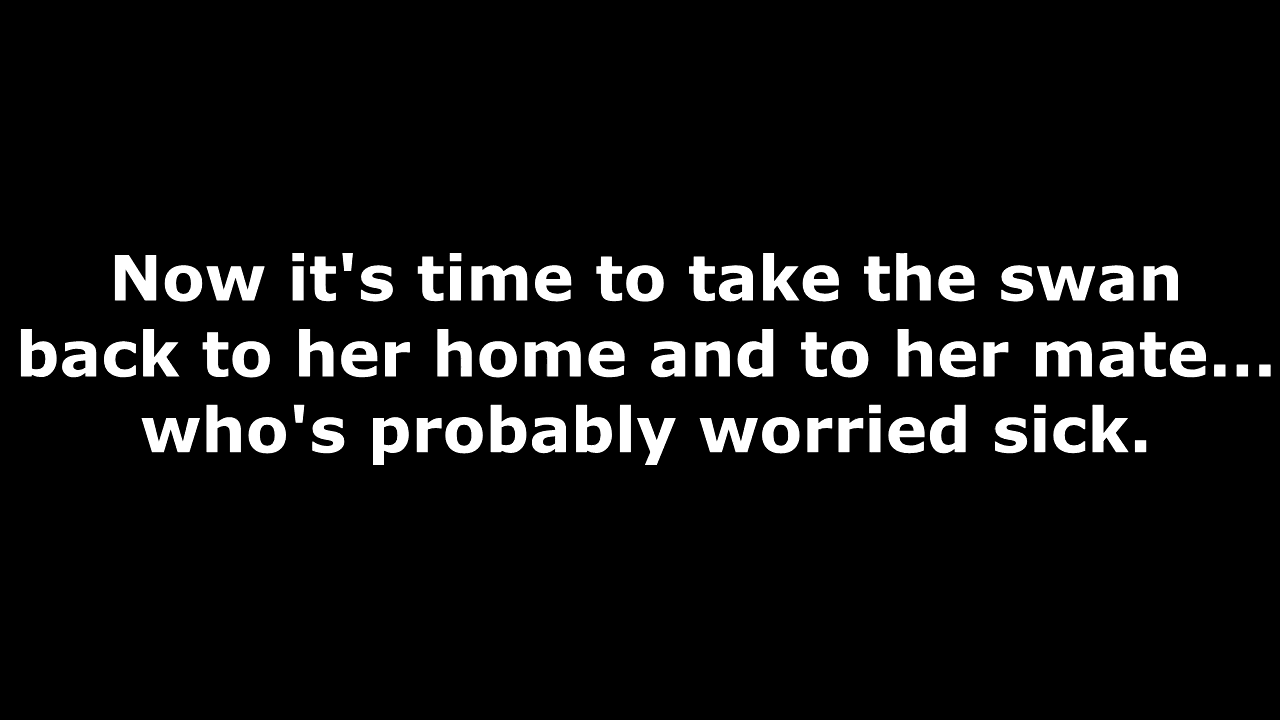 Now it's time to take the swan
back to her home and to her mate...
who's probably worried sick.